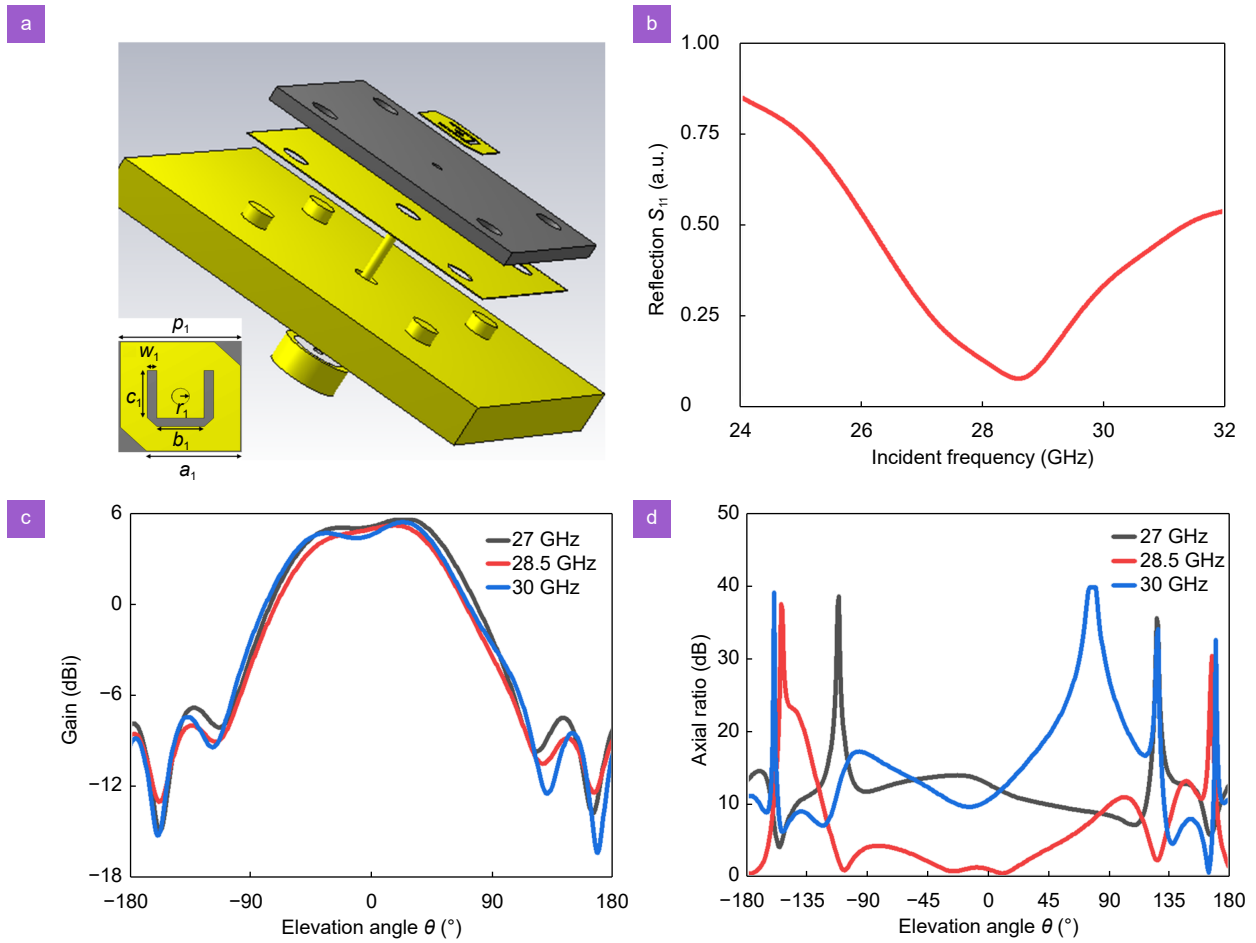 a
p₁
w₁
c₁
r₁
b₁
a₁
b
1.00
0.75
0.50
0.25
0
Reflection S₁₁ (a.u.)
24
26
28
30
32
Incident frequency (GHz)
c
6
0
−6
−12
−18
Gain (dBi)
27 GHz
28.5 GHz
30 GHz
−180
−90
0
90
180
Elevation angle θ (°)
d
50
40
30
20
10
0
Axial ratio (dB)
27 GHz
28.5 GHz
30 GHz
−180
−135
−90
−45
0
45
90
135
180
Elevation angle θ (°)